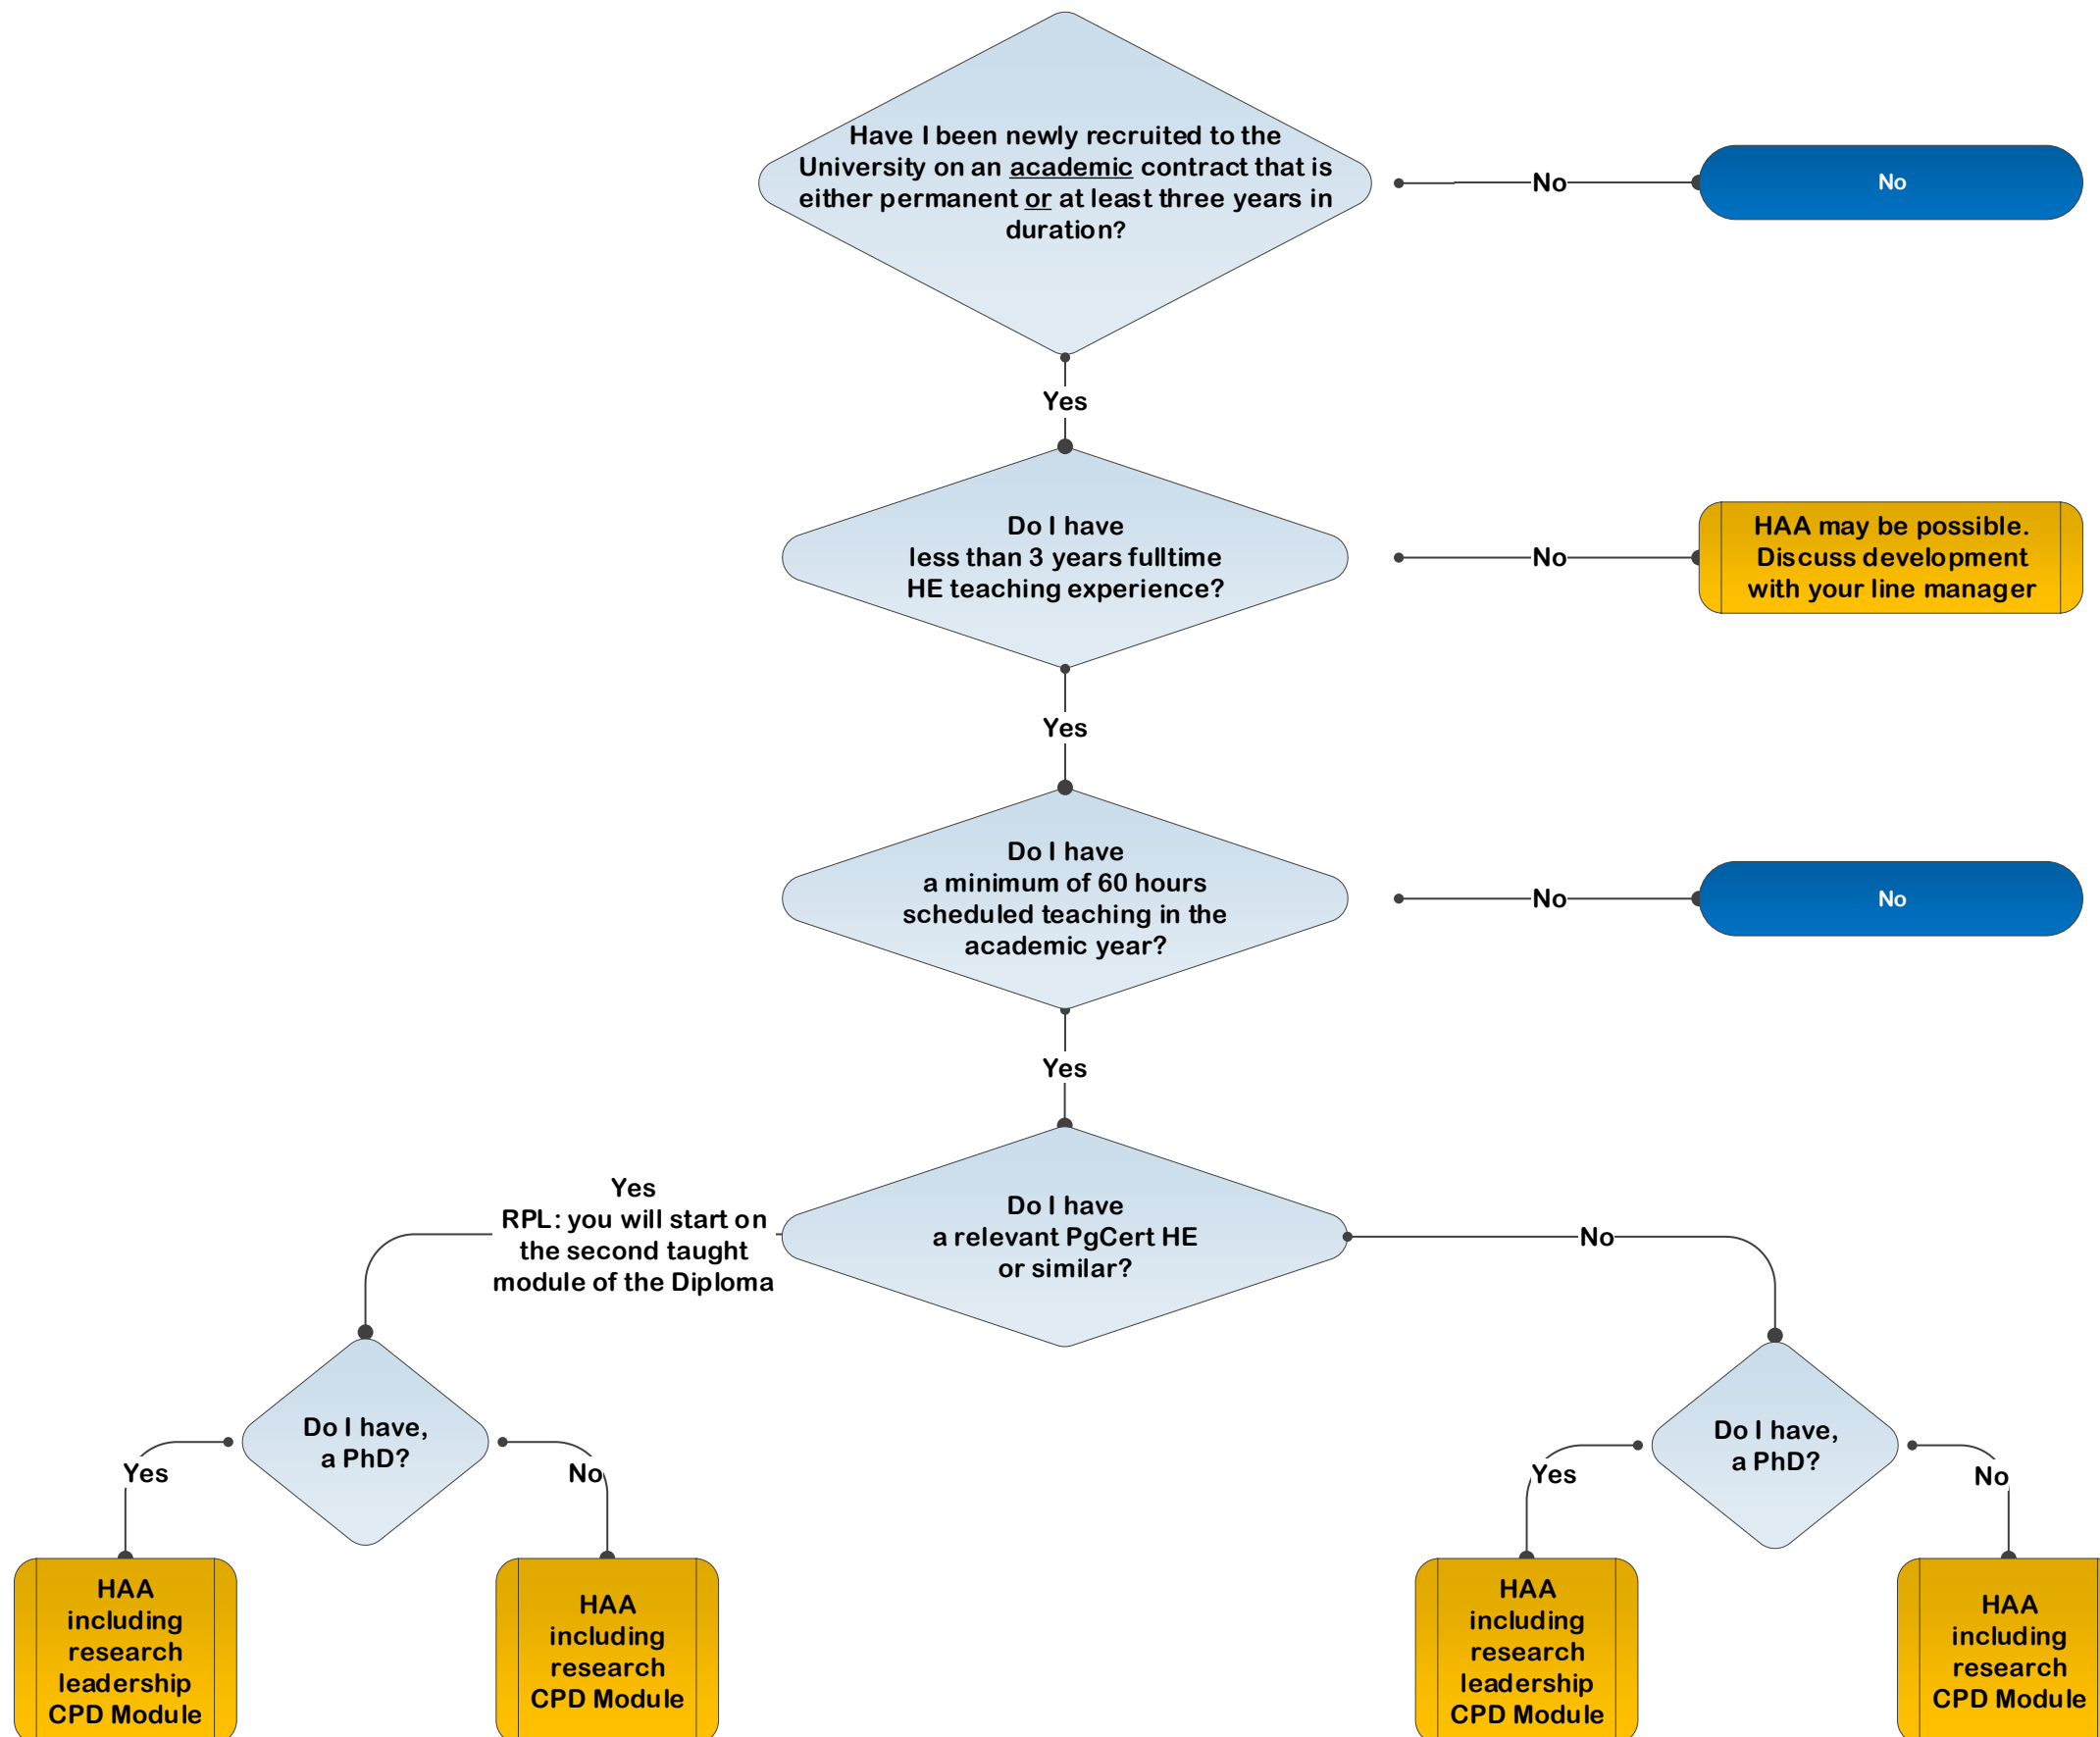 Have I been newly recruited to the
University on an academic contract that is
either permanent or at least three years in
duration?
No
No
Yes
Do I have
less than 3 years fulltime
HE teaching experience?
No
HAA may be possible.
Discuss development
with your line manager
Yes
Do I have
a minimum of 60 hours
scheduled teaching in the
academic year?
No
No
Yes
Do I have
a relevant PgCert HE
or similar?
Yes
RPL: you will start on
the second taught
module of the Diploma
No
Do I have,
a PhD?
Yes
No
HAA
including
research
leadership
CPD Module
HAA
including
research
CPD Module
Do I have,
a PhD?
Yes
No
HAA
including
research
leadership
CPD Module
HAA
including
research
CPD Module